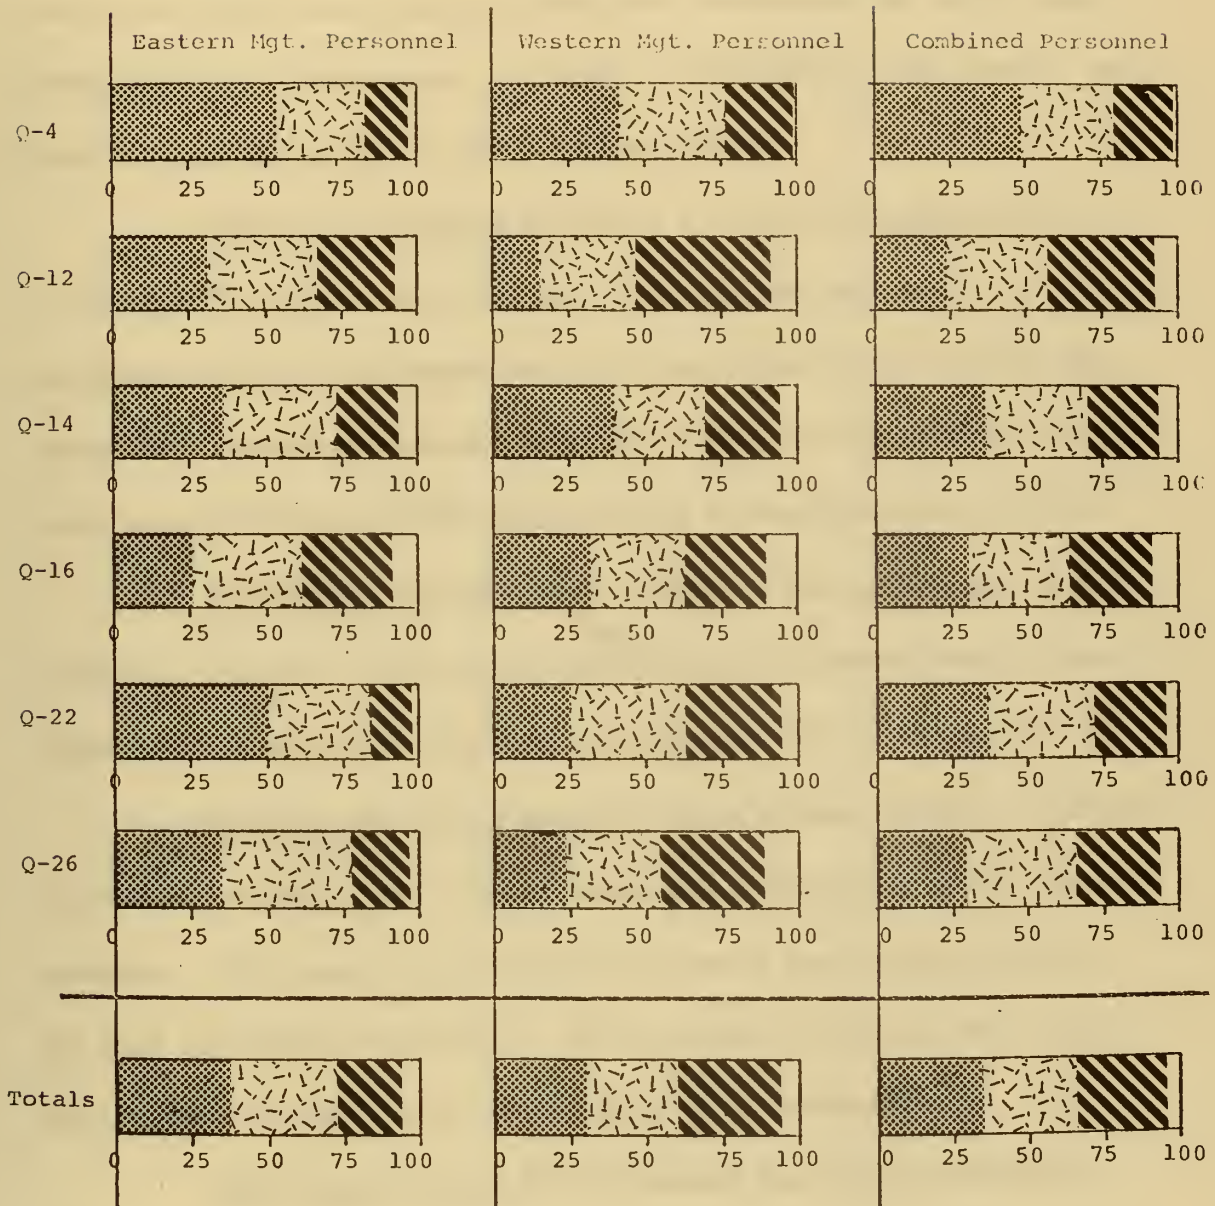 Eastern Mgt. Personnel Western Mgt. Personnel Combined Personnel
Q-4
0 25 50 75 100 0 25 50 75 100 0 25 50 75 100
Q-12
0 25 50 75 100 0 25 50 75 100 0 25 50 75 100
Q-14
0 25 50 75 100 0 25 50 75 100 0 25 50 75 100
Q-16
0 25 50 75 100 0 25 50 75 100 0 25 50 75 100
Q-22
0 25 50 75 100 0 25 50 75 100 0 25 50 75 100
Q-26
0 25 50 75 100 0 25 50 75 100 0 25 50 75 100
Totals
0 25 50 75 100 0 25 50 75 100 0 25 50 75 100